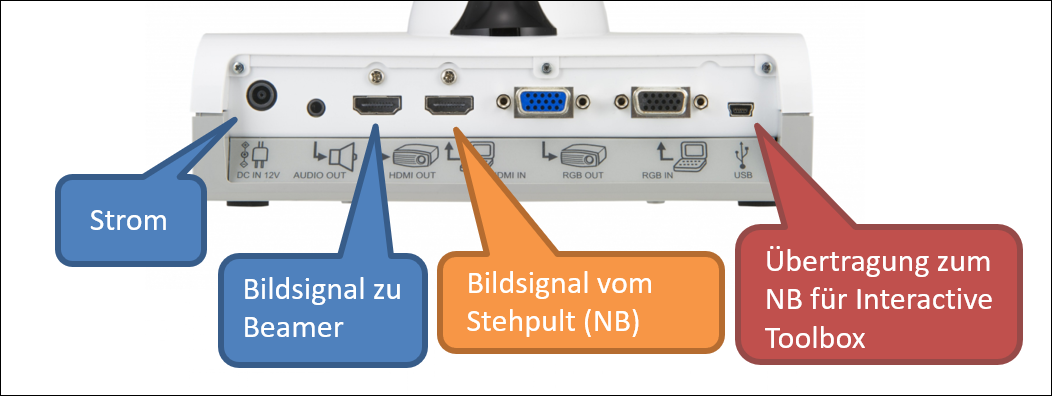 DC IN 12V AUDIO OUT HDMI OUT HDMI IN RGB OUT RGB IN USB
Strom
Bildsignal zu
Beamer
Bildsignal vom
Stehpult (NB)
Übertragung zum
NB für Interactive
Toolbox